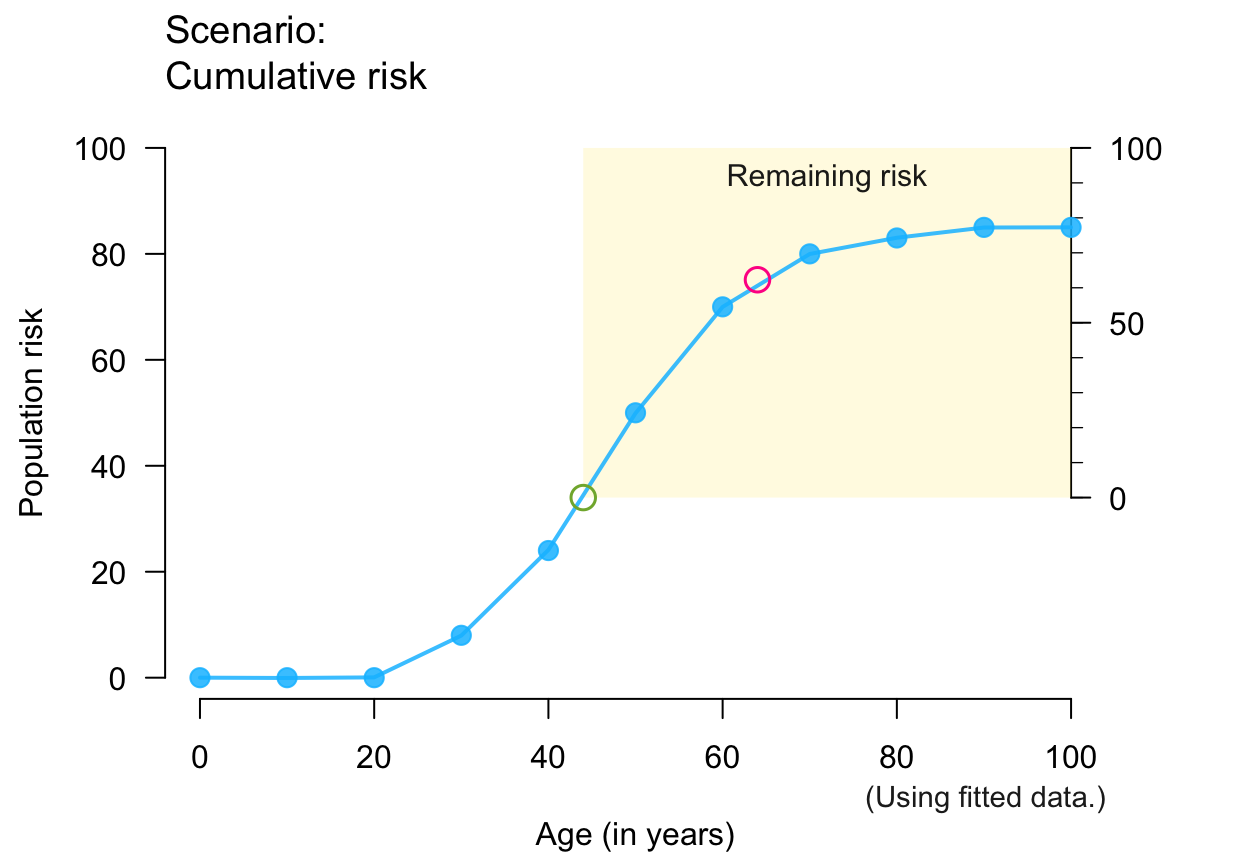 Scenario:
Cumulative risk
Remaining risk
Population risk
100
80
60
40
20
0
100
50
0
0 20 40 60 80 100
(Using fitted data.)
Age (in years)